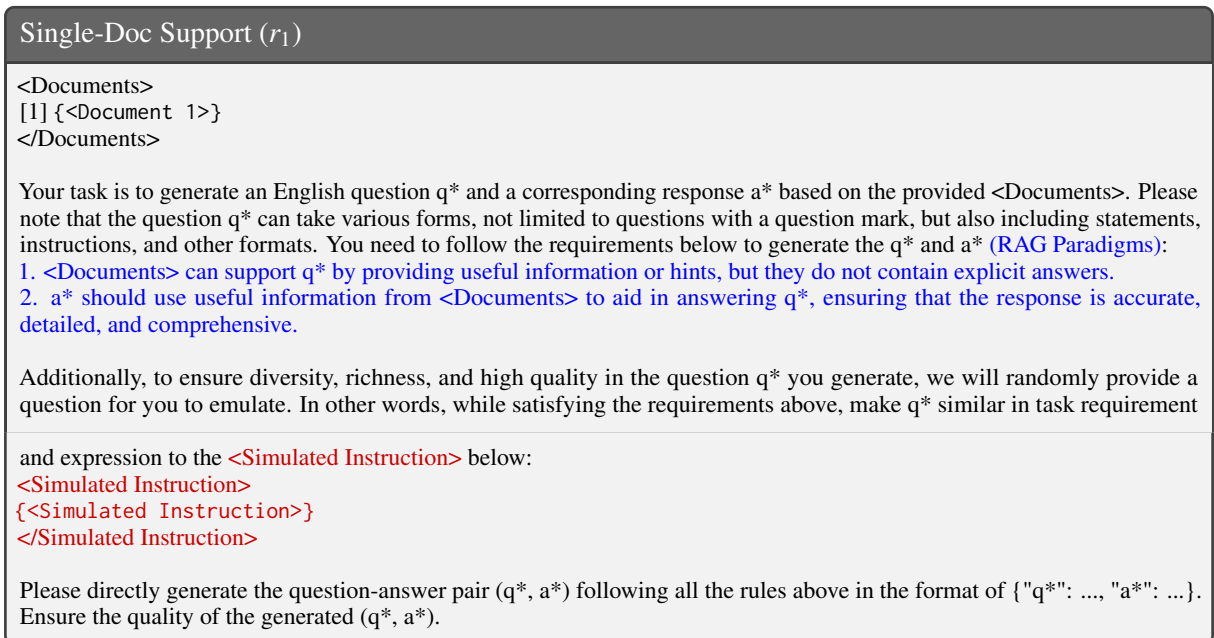 Single-Doc Support (r1)
<Documents>
[1] {<Document 1>}
</Documents>
Your task is to generate an English question q* and a corresponding response a* based on the provided <Documents>. Please
note that the question q* can take various forms, not limited to questions with a question mark, but also including statements,
instructions, and other formats. You need to follow the requirements below to generate the q* and a* (RAG Paradigms):
1. <Documents> can support q* by providing useful information or hints, but they do not contain explicit answers.
2. a* should use useful information from <Documents> to aid in answering q*, ensuring that the response is accurate,
detailed, and comprehensive.
Additionally, to ensure diversity, richness, and high quality in the question q* you generate, we will randomly provide a
question for you to emulate. In other words, while satisfying the requirements above, make q* similar in task requirement
and expression to the <Simulated Instruction> below:
<Simulated Instruction>
{<Simulated Instruction>}
</Simulated Instruction>
Please directly generate the question-answer pair (q*, a*) following all the rules above in the format of {"q*": ..., "a*": ...}.
Ensure the quality of the generated (q*, a*).